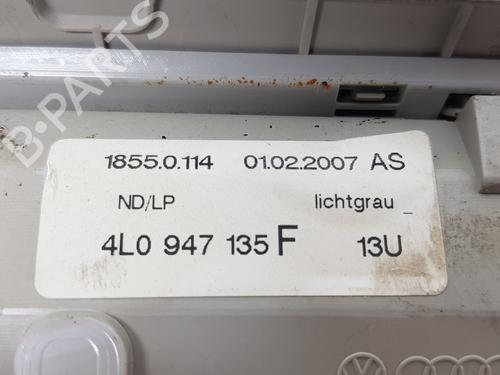 B-PARTS
1855.0.114 01.02.2007 AS
ND/LP lichtgrau _
4L0 947 135 F 13U